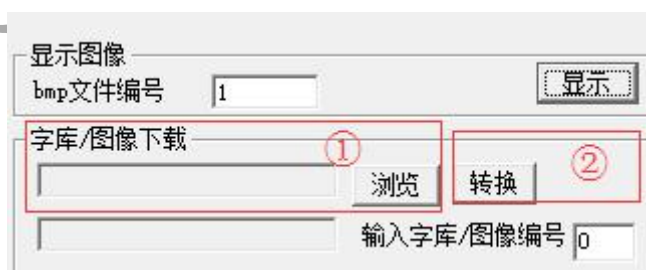 显示图像
bmp文件编号 1 显示
字库/图像下载 ① ②
浏览 转换
输入字库/图像编号 0